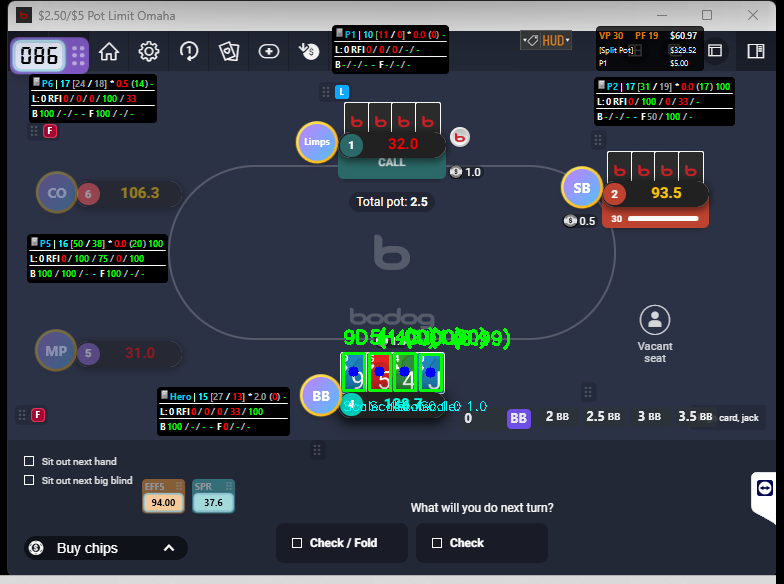 $2.50/$5 Pot Limit Omaha
086
P1 | 10 [11 / 0] * 0.0 (0) -
L: 0 RFI 0 / 0 / 0 / - / -
B - / - / - F - / - / -
HUD
VP 30 PF 19 $60.97
[Split Pot] $329.52
P1 $5.00
P6 | 17 [24 / 18] * 0.5 (14) -
L: 0 RFI 0 / 0 / 0 / 100 / 33
B 100 / - / - - F 100 / - / -
F
L
P2 | 17 [31 / 19] * 0.0 (17) 100
L: 0 RFI 0 / 100 / 0 / 33 / -
B - / - / - F 50 / 100 / -
Limps
1
32.0
CALL
b
1.0
CO
6
106.3
Total pot: 2.5
SB
2
93.5
0.5
30
P5 | 16 [50 / 38] * 0.0 (20) 100
L: 0 RFI 0 / 100 / 75 / 0 / 100
B 100 / 100 / - - F 100 / - / -
b
bodog
Vacant
seat
MP
5
31.0
9 5 4 J
Hero | 15 [27 / 13] * 2.0 (0) -
L: 0 RFI 0 / 0 / 0 / 33 / 100
B 100 / - / - F 0 / - / -
BB
4
1.0
F
0 BB 2 BB 2.5 BB 3 BB 3.5 BB card, jack
Sit out next hand
Sit out next big blind
EFFS
94.00
SPR
37.6
What will you do next turn?
Buy chips
Check / Fold
Check